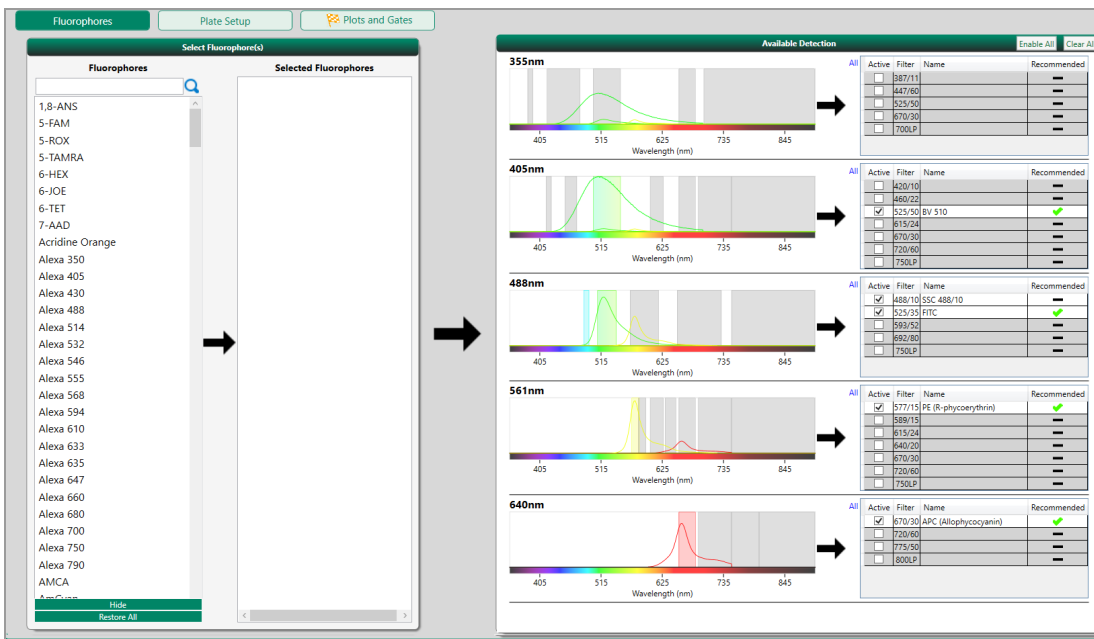 Fluorophores
Plate Setup
Plots and Gates
Select Fluorophore(s)
Fluorophores
Selected Fluorophores
1,8-ANS
5-FAM
5-ROX
5-TAMRA
6-HEX
6-JOE
6-TET
7-AAD
Acridine Orange
Alexa 350
Alexa 405
Alexa 430
Alexa 488
Alexa 514
Alexa 532
Alexa 546
Alexa 555
Alexa 568
Alexa 594
Alexa 610
Alexa 633
Alexa 635
Alexa 647
Alexa 660
Alexa 680
Alexa 700
Alexa 750
Alexa 790
AMCA
Hide
Restore All
Available Detection
Enable All
Clear Al
355nm
All
405 515 625 735 845
Wavelength (nm)
Active Filter Name Recommended
387/11
447/60
525/50
670/30
700LP
405nm
All
405 515 625 735 845
Wavelength (nm)
Active Filter Name Recommended
420/10
460/22
525/50 BV 510
615/24
670/30
720/60
750LP
488nm
All
405 515 625 735 845
Wavelength (nm)
Active Filter Name Recommended
488/10 SSC 488/10
525/35 FITC
593/52
692/80
750LP
561nm
All
405 515 625 735 845
Wavelength (nm)
Active Filter Name Recommended
577/15 PE (R-phycoerythrin)
589/15
615/24
640/20
670/30
720/60
750LP
640nm
All
405 515 625 735 845
Wavelength (nm)
Active Filter Name Recommended
670/30 APC (Allophycocyanin)
720/60
775/50
800LP